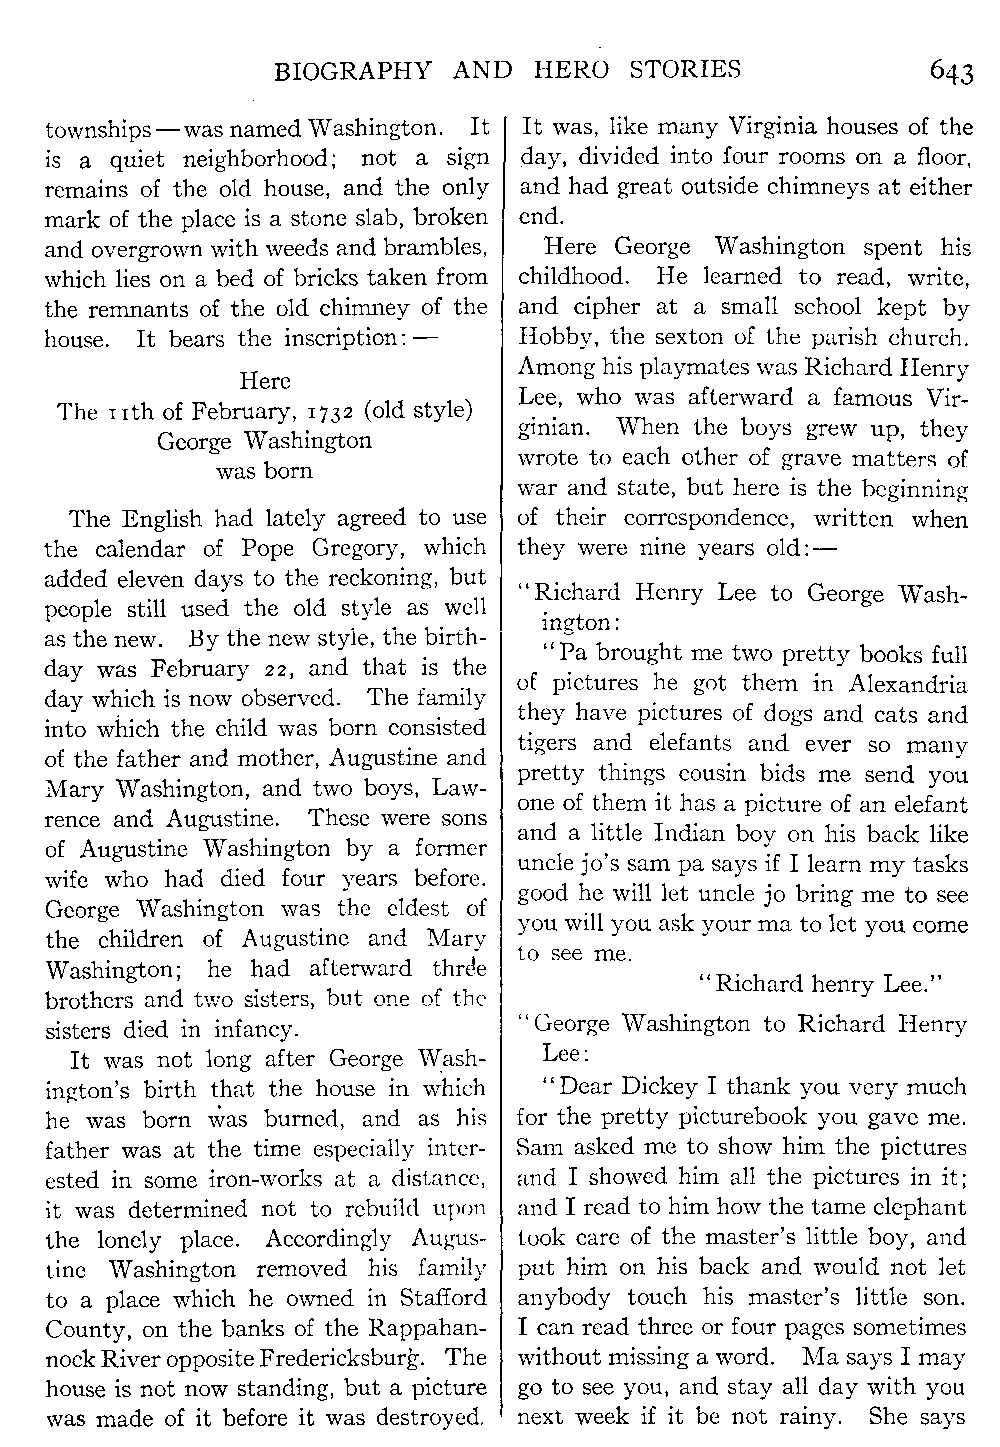 BIOGRAPHY AND HERO STORIES 643
townships—was named Washington. It
is a quiet neighborhood; not a sign
remains of the old house, and the only
mark of the place is a stone slab, broken
and overgrown with weeds and brambles,
which lies on a bed of bricks taken from
the remnants of the old chimney of the
house. It bears the inscription:—
Here
The 11th of February, 1732 (old style)
George Washington
was born
The English had lately agreed to use
the calendar of Pope Gregory, which
added eleven days to the reckoning, but
people still used the old style as well
as the new. By the new style, the birth-
day was February 22, and that is the
day which is now observed. The family
into which the child was born consisted
of the father and mother, Augustine and
Mary Washington, and two boys, Law-
rence and Augustine. These were sons
of Augustine Washington by a former
wife who had died four years before.
George Washington was the eldest of
the children of Augustine and Mary
Washington; he had afterward three
brothers and two sisters, but one of the
sisters died in infancy.
It was not long after George Wash-
ington's birth that the house in which
he was born was burned, and as his
father was at the time especially inter-
ested in some iron-works at a distance,
it was determined not to rebuild upon
the lonely place. Accordingly Augus-
tine Washington removed his family
to a place which he owned in Stafford
County, on the banks of the Rappahan-
nock River opposite Fredericksburg. The
house is not now standing, but a picture
was made of it before it was destroyed.
It was, like many Virginia houses of the
day, divided into four rooms on a floor,
and had great outside chimneys at either
end.
Here George Washington spent his
childhood. He learned to read, write,
and cipher at a small school kept by
Hobby, the sexton of the parish church.
Among his playmates was Richard Henry
Lee, who was afterward a famous Vir-
ginian. When the boys grew up, they
wrote to each other of grave matters of
war and state, but here is the beginning
of their correspondence, written when
they were nine years old:—
"Richard Henry Lee to George Wash-
ington:
"Pa brought me two pretty books full
of pictures he got them in Alexandria
they have pictures of dogs and cats and
tigers and elefants and ever so many
pretty things cousin bids me send you
one of them it has a picture of an elefant
and a little Indian boy on his back like
uncle jo's sam pa says if I learn my tasks
good he will let uncle jo bring me to see
you will you ask your ma to let you come
to see me.
"Richard henry Lee."
"George Washington to Richard Henry
Lee:
"Dear Dickey I thank you very much
for the pretty picturebook you gave me.
Sam asked me to show him the pictures
and I showed him all the pictures in it;
and I read to him how the tame elephant
took care of the master's little boy, and
put him on his back and would not let
anybody touch his master's little son.
I can read three or four pages sometimes
without missing a word. Ma says I may
go to see you, and stay all day with you
next week if it be not rainy. She says